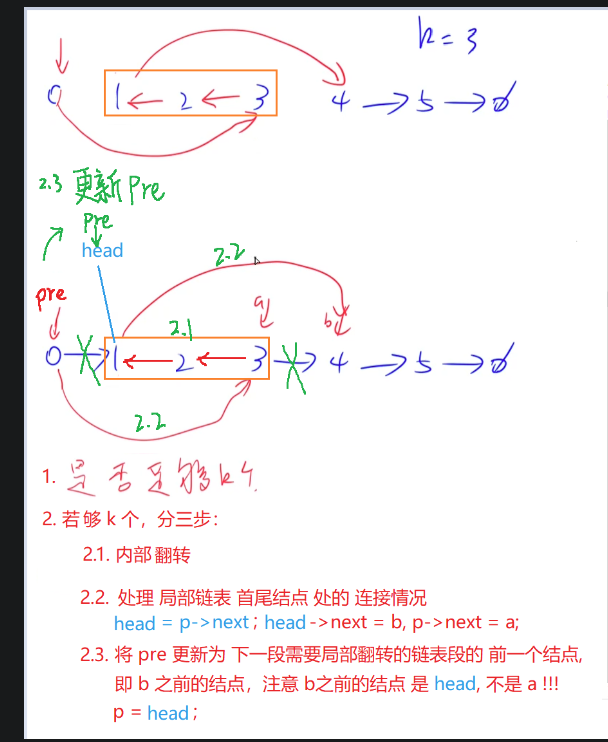 k = 3
0 1 ← 2 ← 3 4 → 5 → ∅
2.3 更新 Pre
Pre
head
2.2
pre
a
b
2.1
0 → 1 ← 2 ← 3 → 4 → 5 → ∅
2.2
1. 是否足够k个.
2. 若够 k 个，分三步：
2.1. 内部翻转
2.2. 处理 局部链表 首尾结点 处的 连接情况
head = p->next ; head ->next = b, p->next = a;
2.3. 将 pre 更新为 下一段需要局部翻转的链表段的 前一个结点,
即 b 之前的结点，注意 b之前的结点 是 head, 不是 a !!!
p = head ;